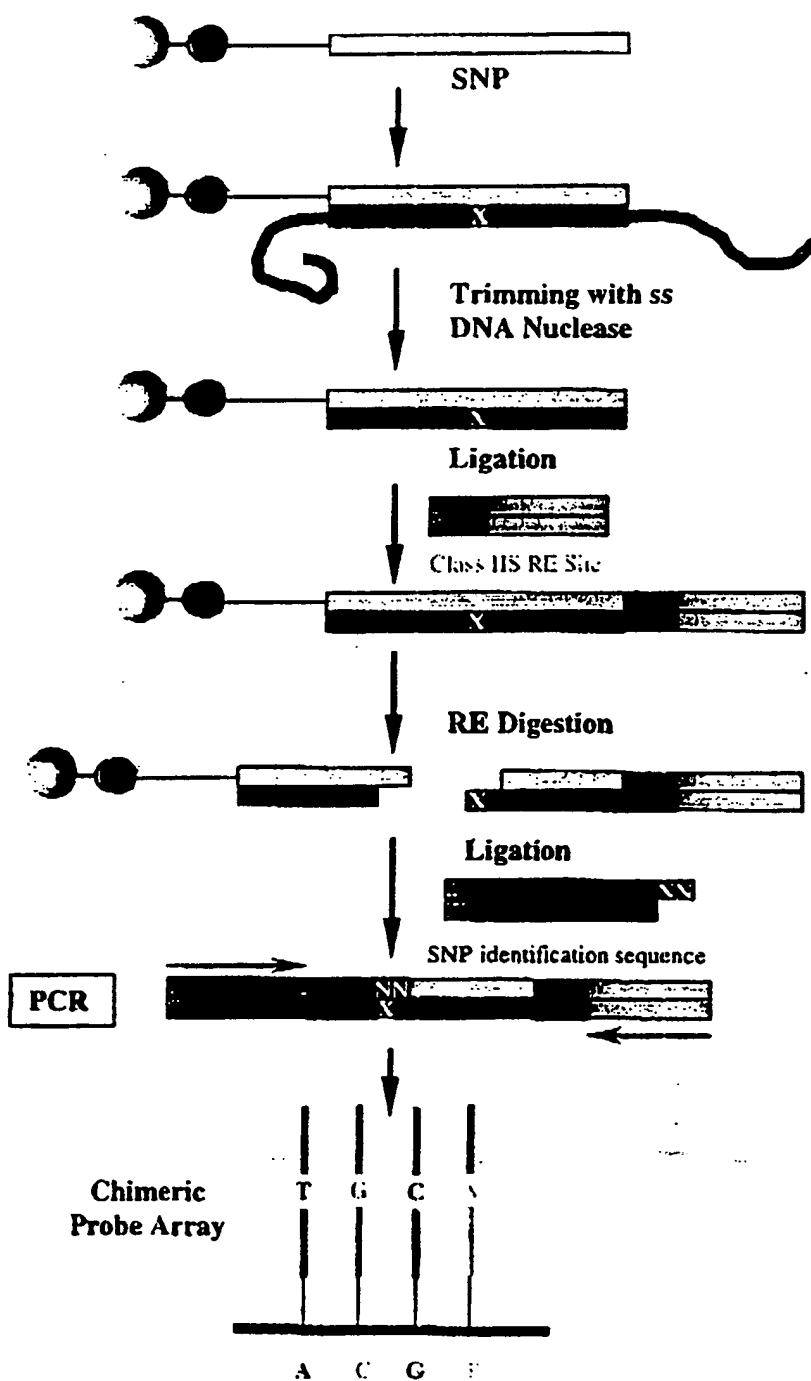 SNP
X
Trimming with ss
DNA Nuclease
X
Ligation
Class IIS RE Site
X
RE Digestion
X
Ligation
XX
SNP identification sequence
PCR
NN
X
Chimeric
Probe Array
T G C
A C G